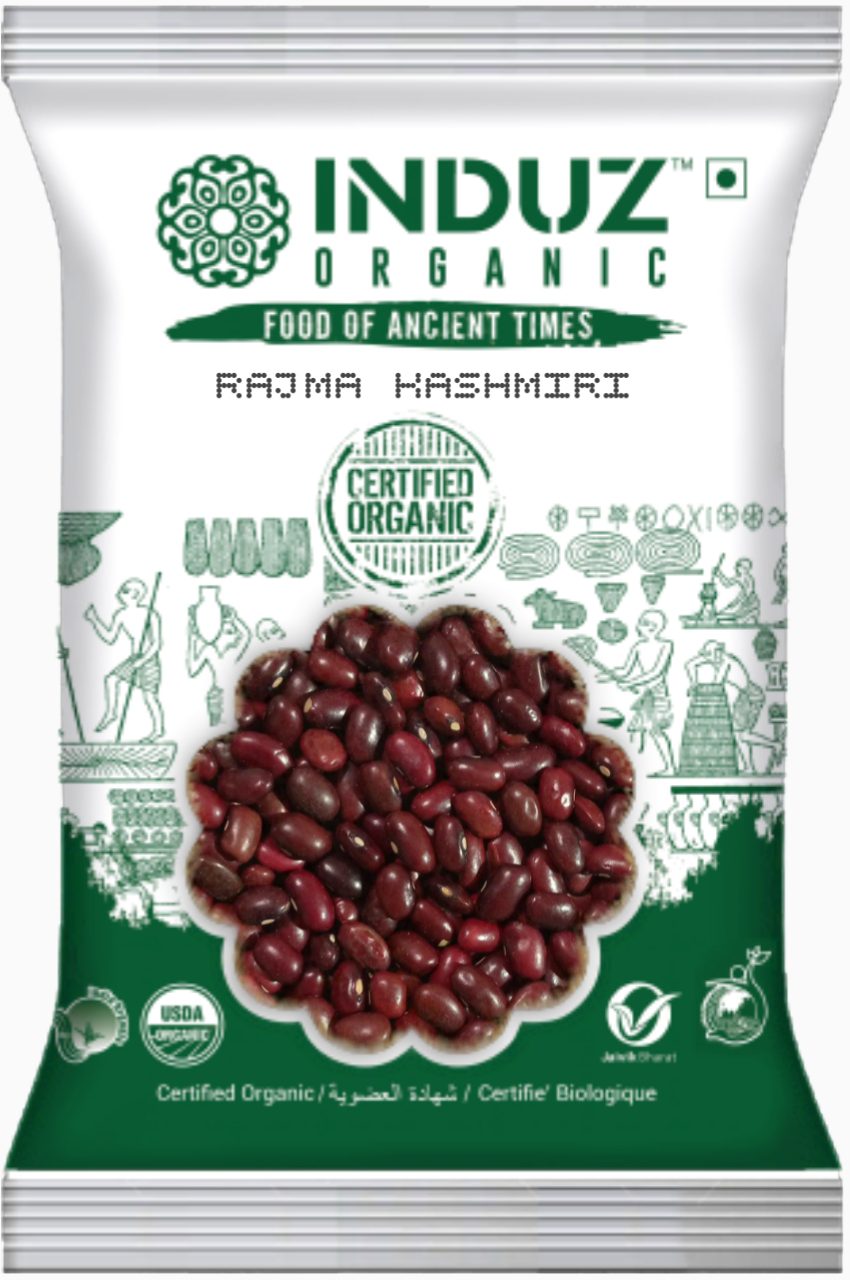 INDUZ™
ORGANIC
FOOD OF ANCIENT TIMES
RAJMA KASHMIRI
CERTIFIED
ORGANIC
USDA
ORGANIC
Jaivik Bharat
Certified Organic / شهادة العضوية / Certifie' Biologique